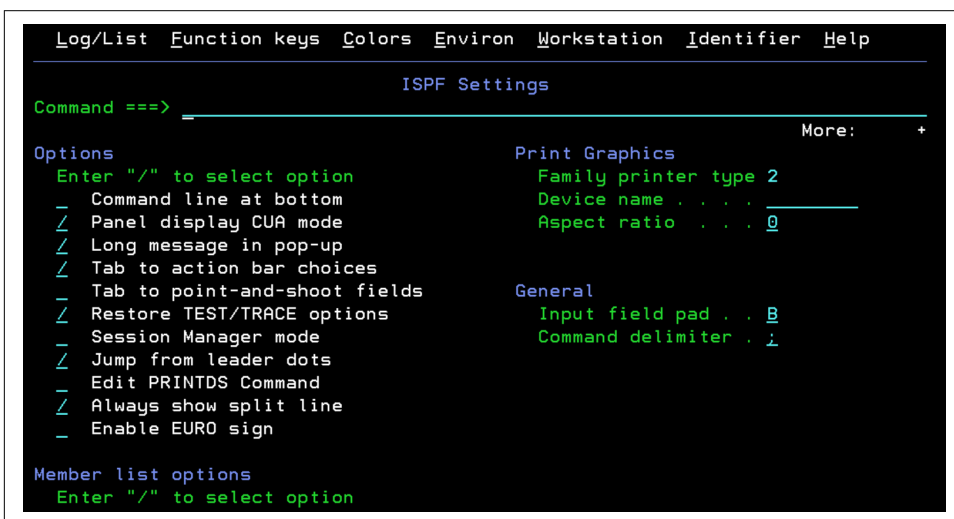 Log/List Function keys Colors Environ Workstation Identifier Help
ISPF Settings
Command ===>
More: +
Options
Enter "/" to select option
_ Command line at bottom
/ Panel display CUA mode
/ Long message in pop-up
/ Tab to action bar choices
_ Tab to point-and-shoot fields
/ Restore TEST/TRACE options
_ Session Manager mode
/ Jump from leader dots
_ Edit PRINTDS Command
/ Always show split line
_ Enable EURO sign
Member list options
Enter "/" to select option
Print Graphics
Family printer type 2
Device name . . . . ________
Aspect ratio . . . 0
General
Input field pad . . B
Command delimiter . ;